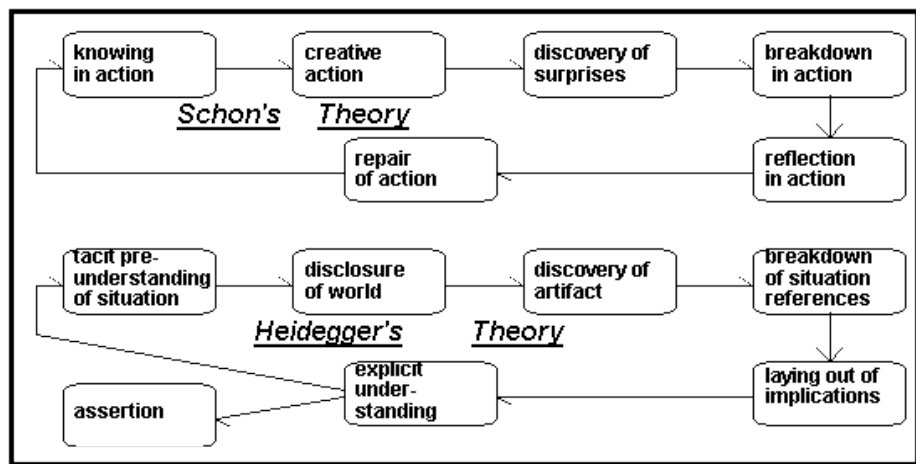 knowing
in action
creative
action
discovery of
surprises
breakdown
in action
Schon's Theory
repair
of action
reflection
in action
tacit pre-
understanding
of situation
disclosure
of world
discovery of
artifact
breakdown
of situation
references
Heidegger's Theory
assertion
explicit
under-
standing
laying out of
implications